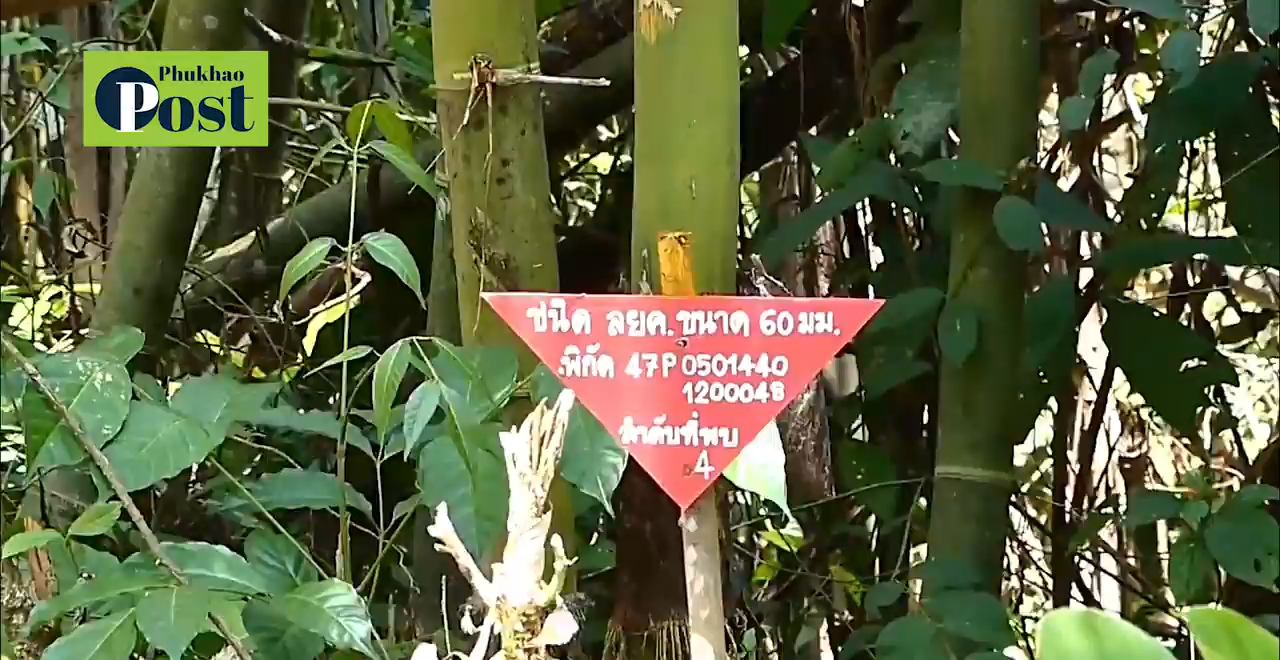 Phukhao
Post
ชนิด ลยค.ขนาด 60 มม.
พิกัด 47P 0501440
1200048
ลำดับที่พบ
4